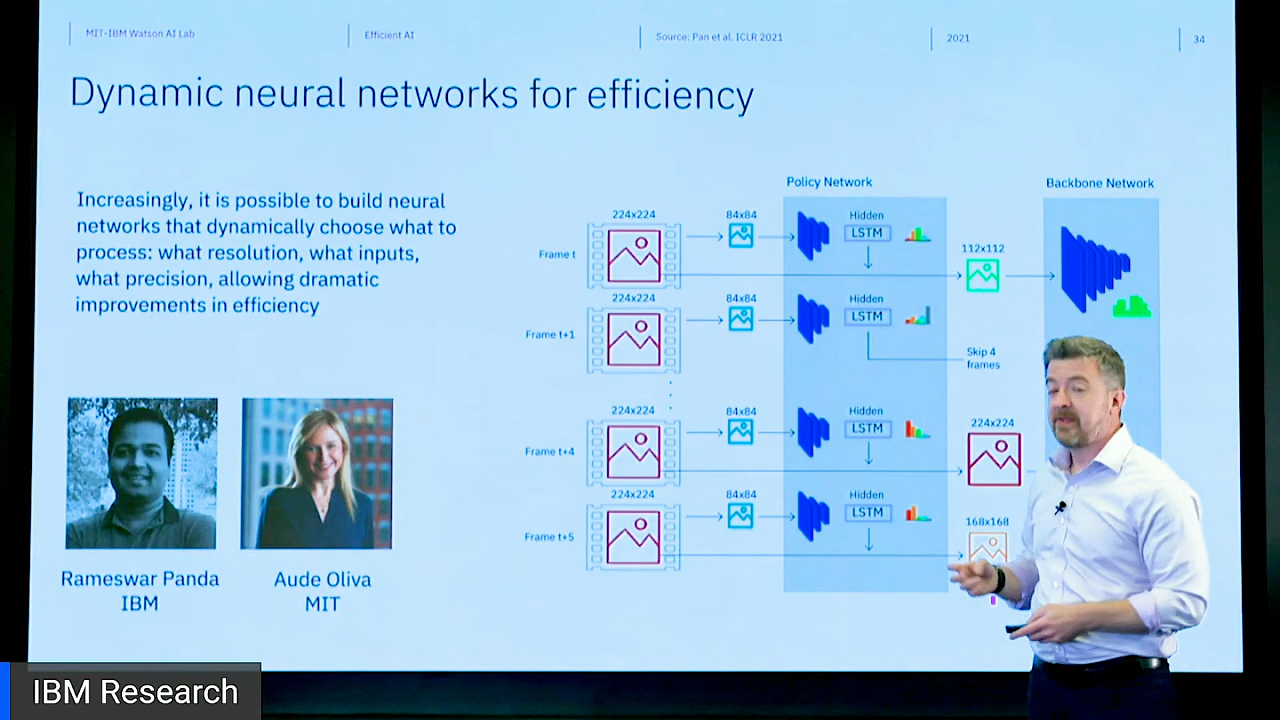 MIT-IBM Watson AI Lab
Efficient AI
Source: Pan et al. ICLR 2021
2021
34
Dynamic neural networks for efficiency
Increasingly, it is possible to build neural
networks that dynamically choose what to
process: what resolution, what inputs,
what precision, allowing dramatic
improvements in efficiency
Rameswar Panda
IBM
Aude Oliva
MIT
Policy Network
Backbone Network
Frame t
224x224
84x84
Hidden
LSTM
112x112
Frame t+1
224x224
84x84
Hidden
LSTM
Skip 4
frames
Frame t+4
224x224
84x84
Hidden
LSTM
224x224
Frame t+5
224x224
84x84
Hidden
LSTM
168x168
IBM Research